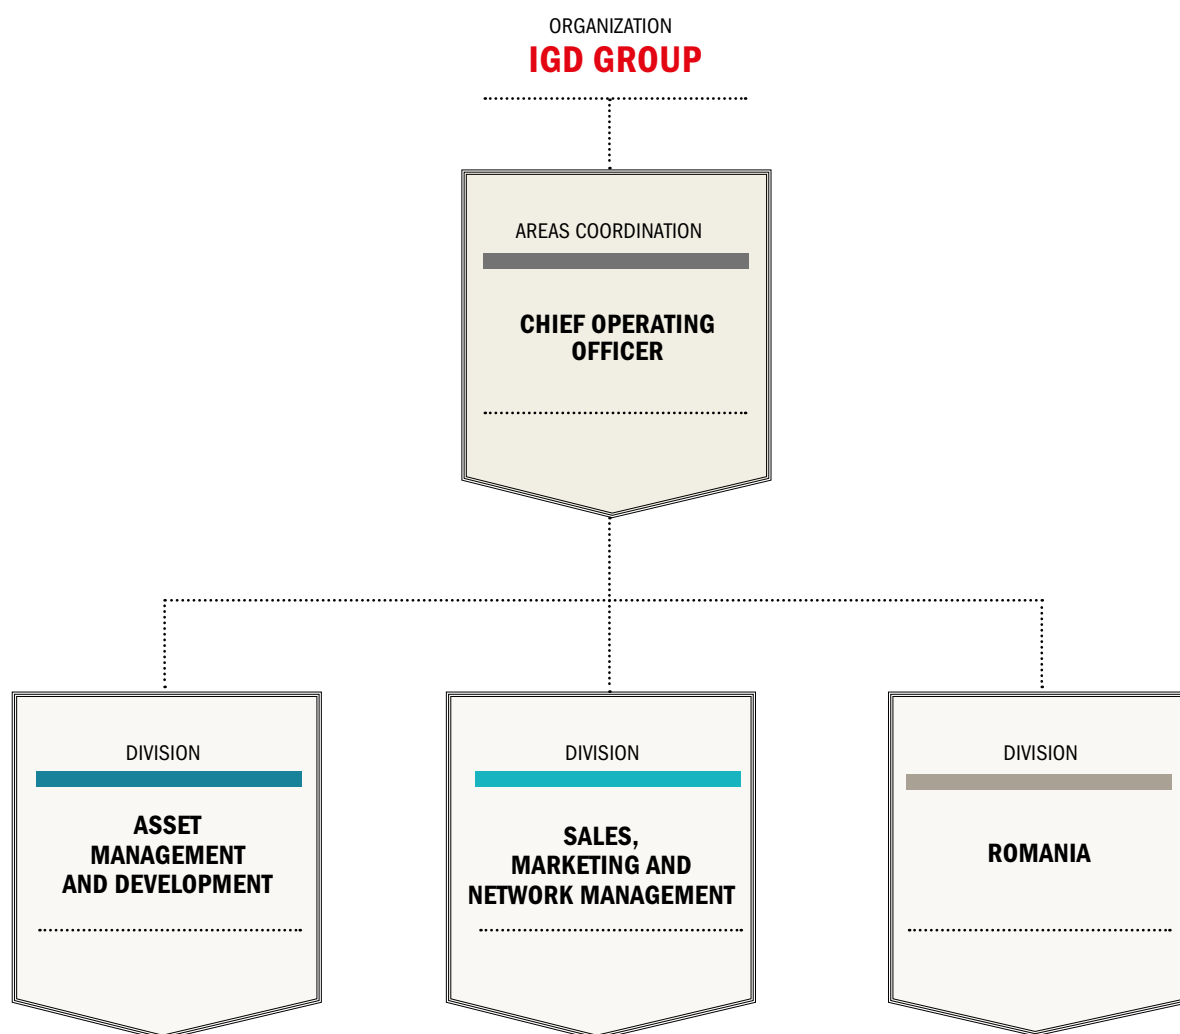 ORGANIZATION
IGD GROUP
AREAS COORDINATION
CHIEF OPERATING
OFFICER
DIVISION
ASSET
MANAGEMENT
AND DEVELOPMENT
DIVISION
SALES,
MARKETING AND
NETWORK MANAGEMENT
DIVISION
ROMANIA